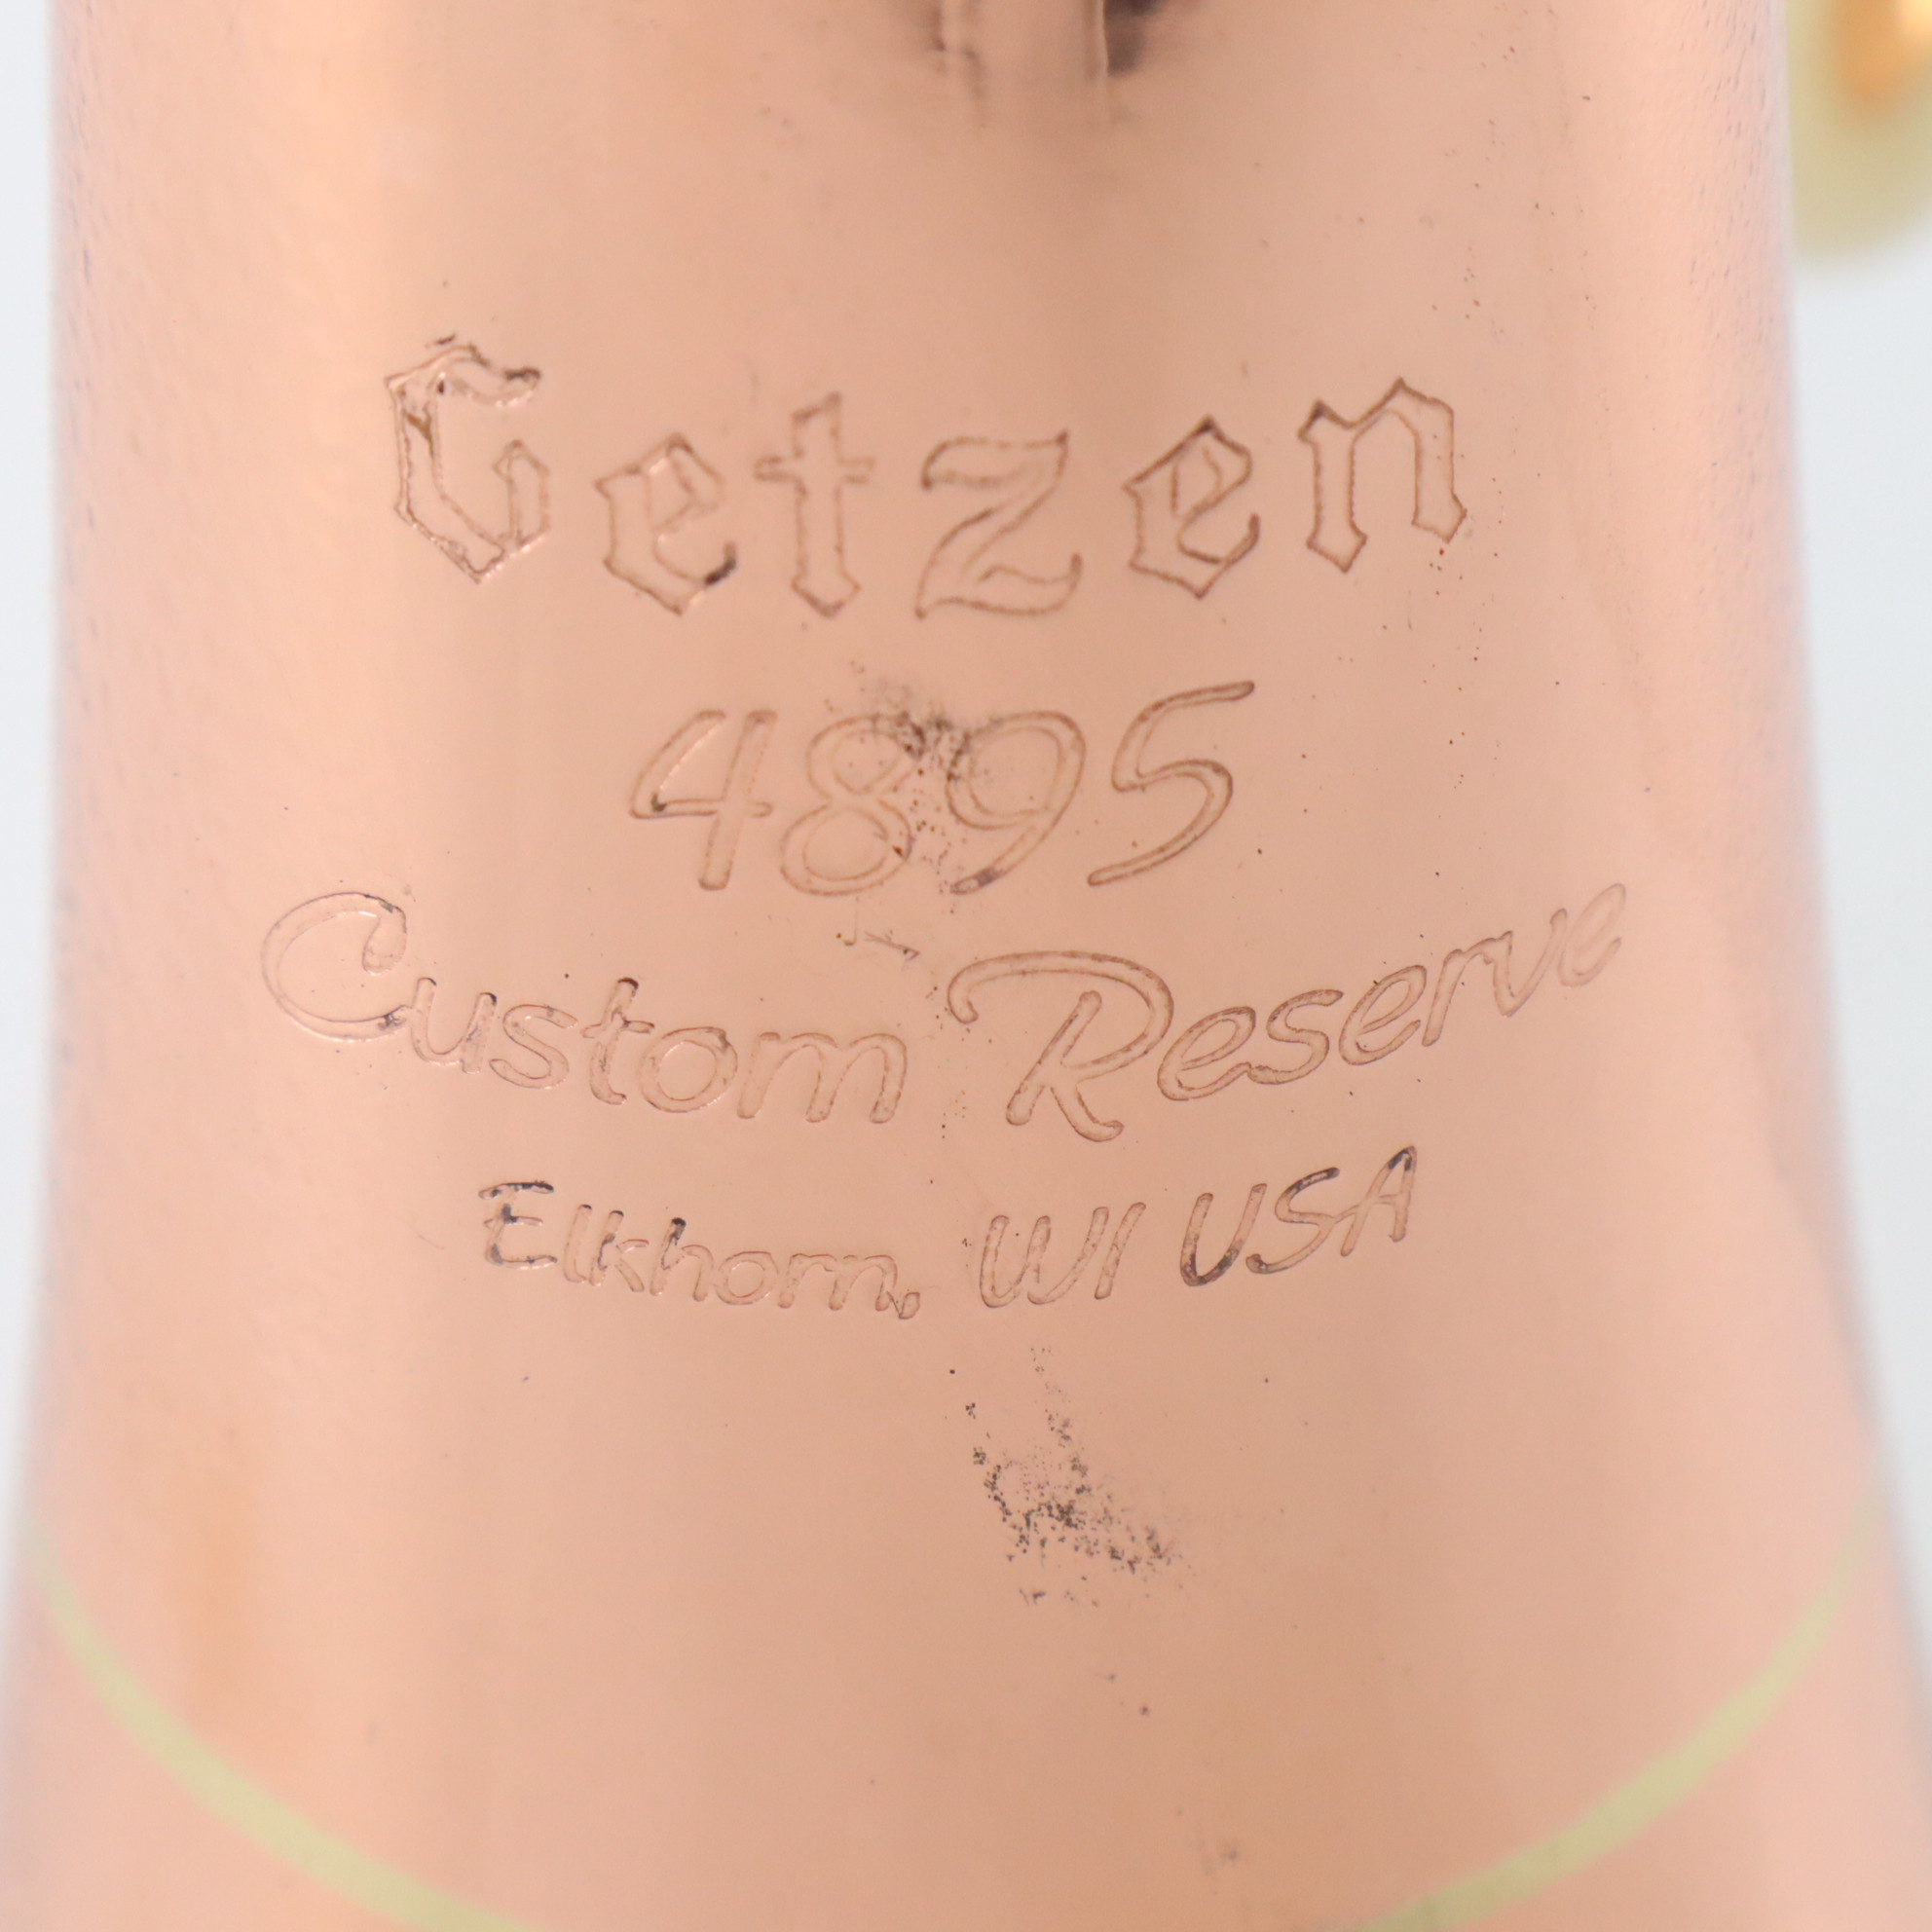 Getzen
4895
Custom Reserve
Elkhorn, WI USA